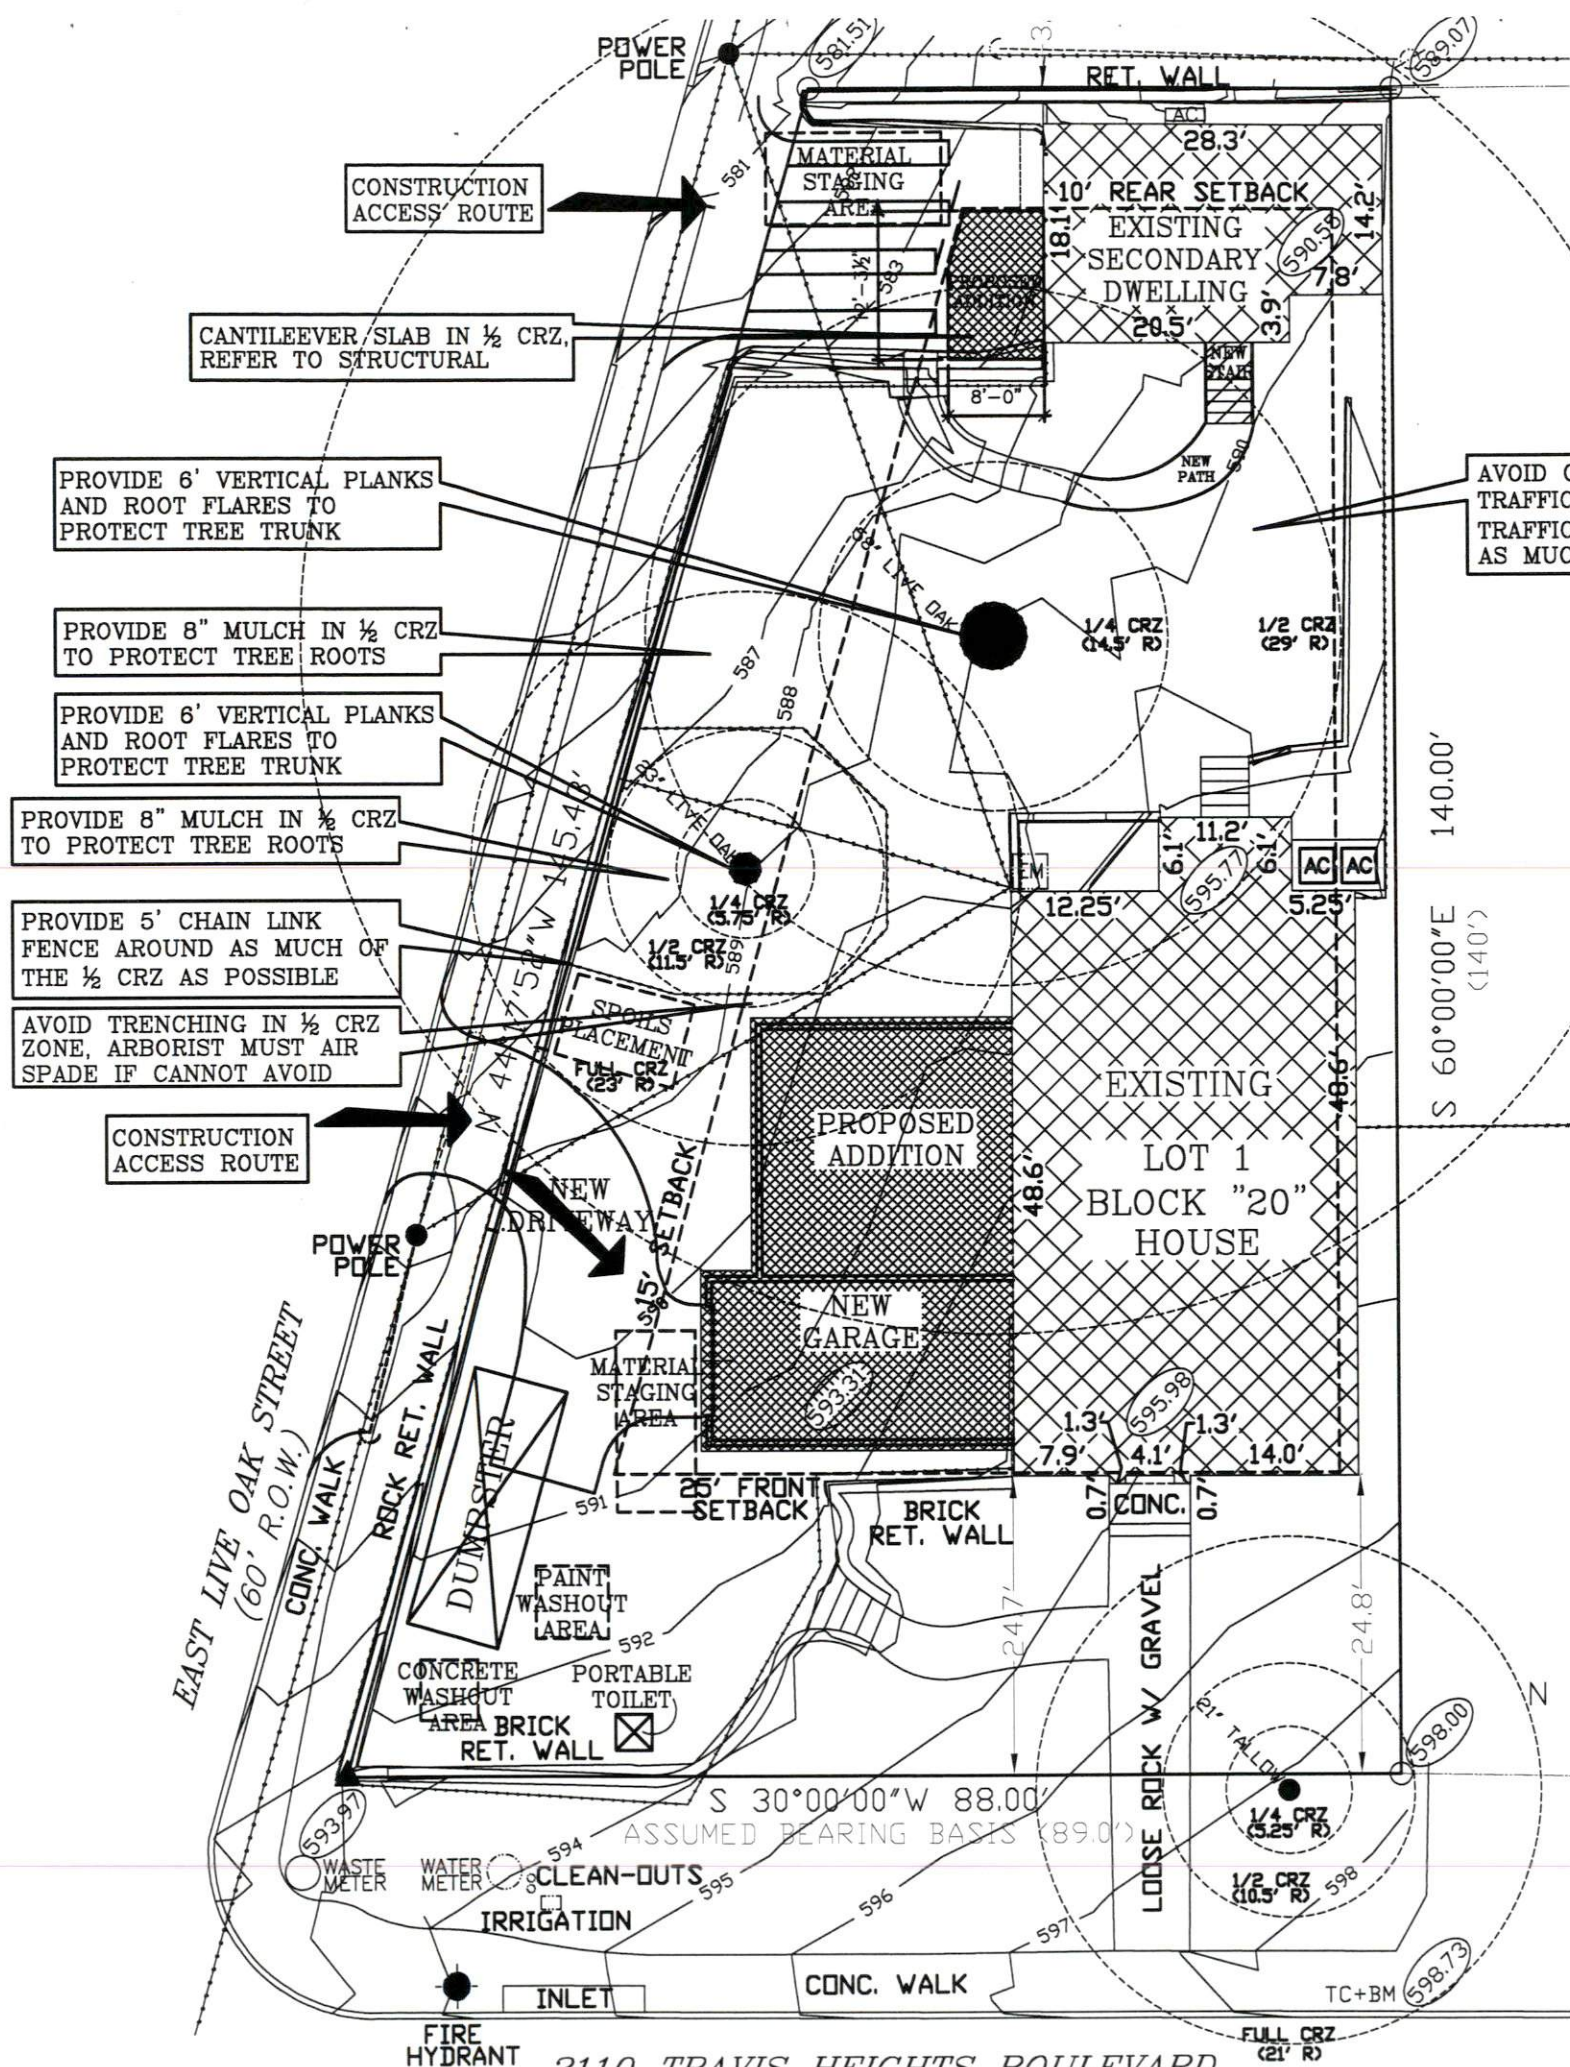 POWER
POLE
581.51
3.
RET. WALL
589.07
AC
28.3'
MATERIAL
STAGING
AREA
581
CONSTRUCTION
ACCESS ROUTE
10' REAR SETBACK
14.2'
18.1'
EXISTING
SECONDARY
DWELLING
590.55
7.8'
583
3.9'
20.5'
CANTILEEVER SLAB IN ½ CRZ,
REFER TO STRUCTURAL
NEW
STAIR
8'-0"
PROVIDE 6' VERTICAL PLANKS
AND ROOT FLARES TO
PROTECT TREE TRUNK
NEW
PATH
590
AVOID
TRAFFIC
TRAFFIC
AS MUC
LIVE OAK
PROVIDE 8" MULCH IN ½ CRZ
TO PROTECT TREE ROOTS
1/4 CRZ
(14.5' R)
1/2 CRZ
(29' R)
587
588
PROVIDE 6' VERTICAL PLANKS
AND ROOT FLARES TO
PROTECT TREE TRUNK
S 60°00'00"E 140.00'
(140')
23" LIVE OAK
PROVIDE 8" MULCH IN ½ CRZ
TO PROTECT TREE ROOTS
11.2'
6.1'
6.1'
595.77
EM
AC
AC
1/4 CRZ
(5.75' R)
12.25'
5.25'
PROVIDE 5' CHAIN LINK
FENCE AROUND AS MUCH OF
THE ½ CRZ AS POSSIBLE
1/2 CRZ
(11.5' R)
589
SPOILS
PLACEMENT
AVOID TRENCHING IN ½ CRZ
ZONE, ARBORIST MUST AIR
SPADE IF CANNOT AVOID
FULL CRZ
(23' R)
EXISTING
48.6'
CONSTRUCTION
ACCESS ROUTE
PROPOSED
ADDITION
LOT 1
BLOCK "20"
HOUSE
48.6'
NEW
DRIVEWAY
15' SETBACK
POWER
POLE
NEW
GARAGE
593.31
MATERIAL
STAGING
AREA
595.98
1.3'
1.3'
7.9'
4.1'
14.0'
EAST LIVE OAK STREET
(60' R.O.W.)
CONC. WALK
ROCK RET. WALL
DUMPSTER
25' FRONT
SETBACK
591
BRICK
RET. WALL
0.7'
CONC.
0.7'
PAINT
WASHOUT
AREA
592
24.7'
24.8'
LOOSE ROCK W/ GRAVEL
CONCRETE
WASHOUT
AREA
PORTABLE
TOILET
BRICK
RET. WALL
21" TALLOW
N
598.00
593.97
S 30°00'00"W 88.00'
ASSUMED BEARING BASIS (89.0')
1/4 CRZ
(5.25' R)
594
WASTE
METER
WATER
METER
CLEAN-OUTS
595
596
1/2 CRZ
(10.5' R)
598
IRRIGATION
597
INLET
CONC. WALK
TC+BM
598.73
FIRE
HYDRANT
FULL CRZ
(21' R)
2110 TRAVIS HEIGHTS BOULEVARD